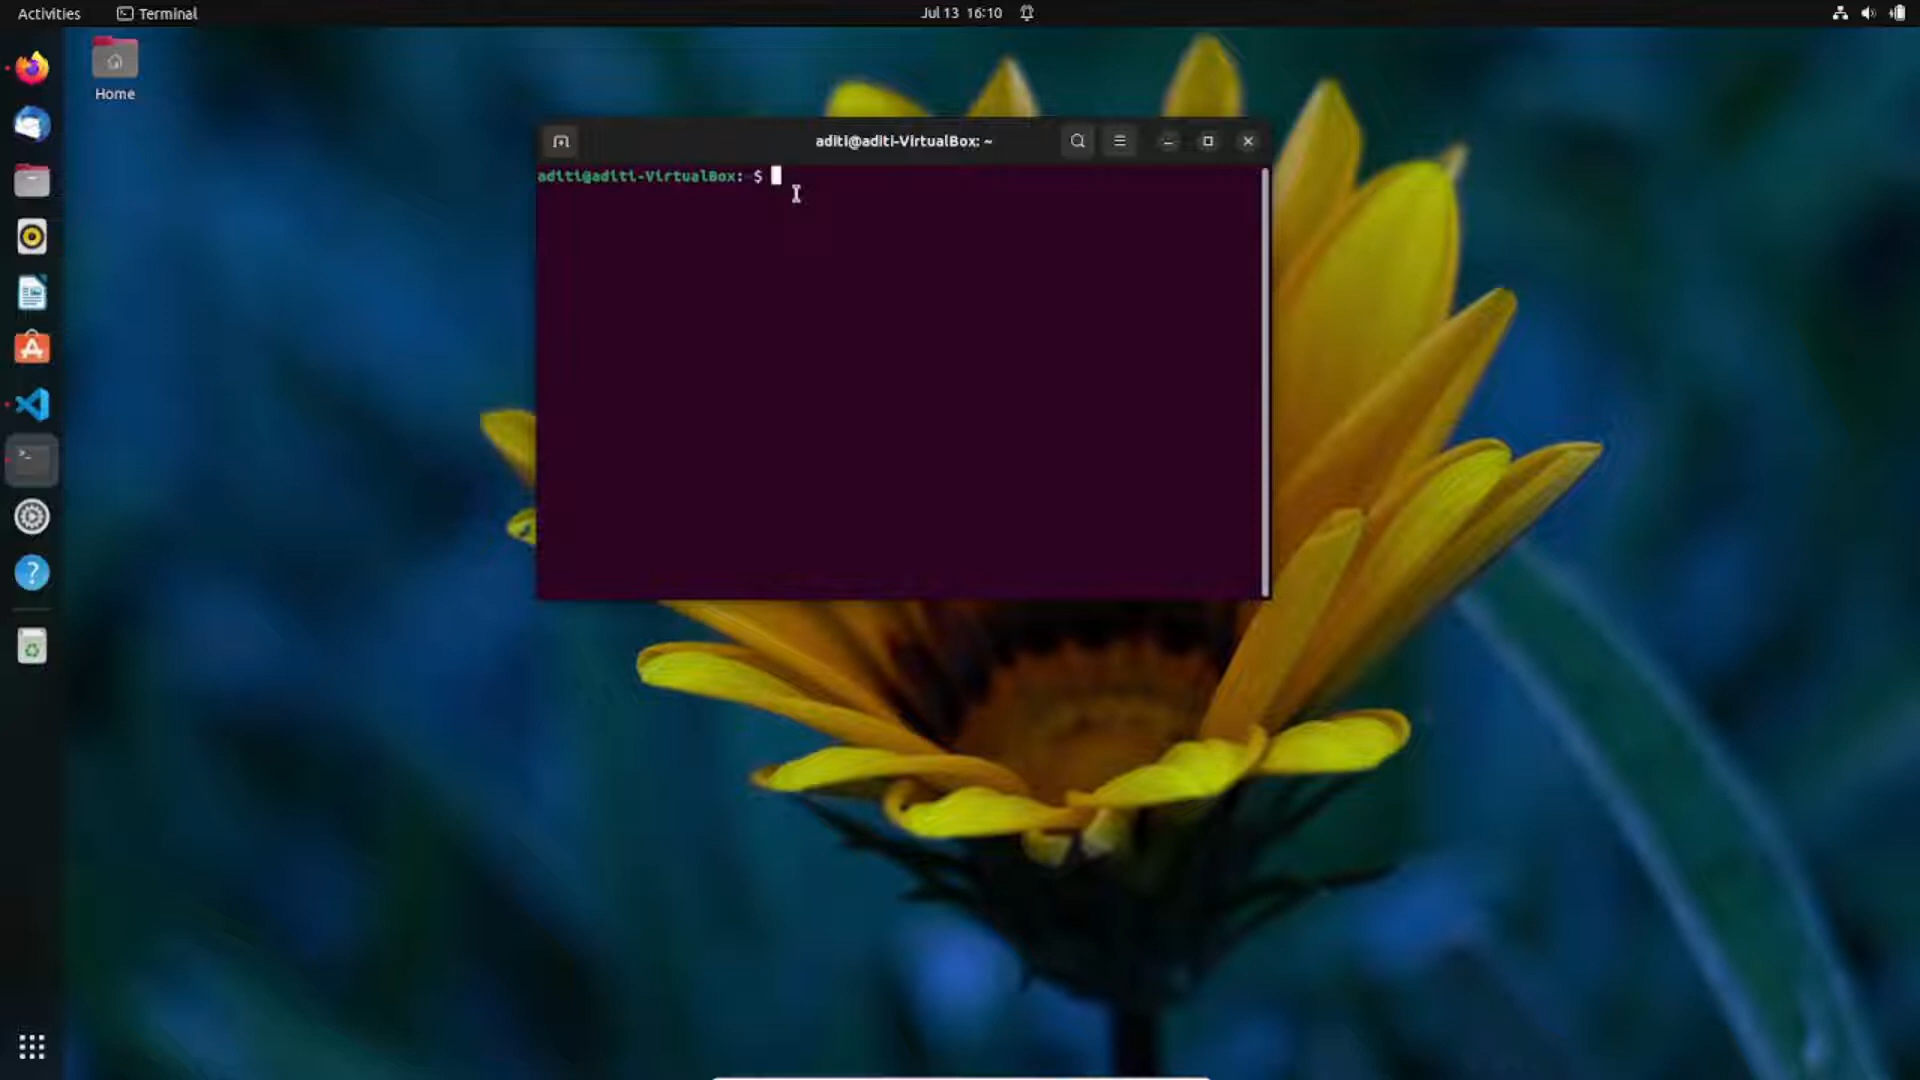 Activities
Terminal
Jul 13 16:10
Home
aditi@aditi-VirtualBox: ~
aditi@aditi-VirtualBox: $